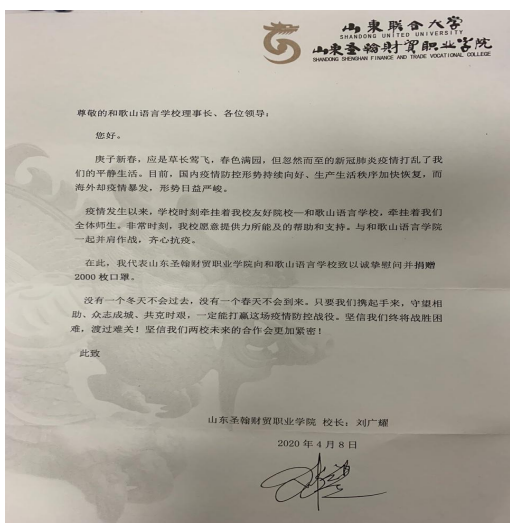 山東联合大学
SHANDONG UNITED UNIVERSITY
山東圣翰財貿职业学院
SHANDONG SHENGHAN FINANCE AND TRADE VOCATIONAL COLLEGE
尊敬的和歌山语言学校理事长、各位领导：
您好。
庚子新春，应是草长莺飞，春色满园，但忽然而至的新冠肺炎疫情打乱了我
们的平静生活。目前，国内疫情防控形势持续向好、生产生活秩序加快恢复，而
海外却疫情暴发，形势日益严峻。
疫情发生以来，学校时刻牵挂着我校友好院校—和歌山语言学校，牵挂着我们
全体师生。非常时刻，我校愿意提供力所能及的帮助和支持。与和歌山语言学院
一起并肩作战，齐心抗疫。
在此，我代表山东圣翰财贸职业学院向和歌山语言学校致以诚挚慰问并捐赠
2000 枚口罩。
没有一个冬天不会过去，没有一个春天不会到来。只要我们携起手来，守望相
助、众志成城、共克时艰，一定能打赢这场疫情防控战役。坚信我们终将战胜困
难，渡过难关！坚信我们两校未来的合作会更加紧密！
此致
山东圣翰财贸职业学院 校长：刘广耀
2020 年 4 月 8 日